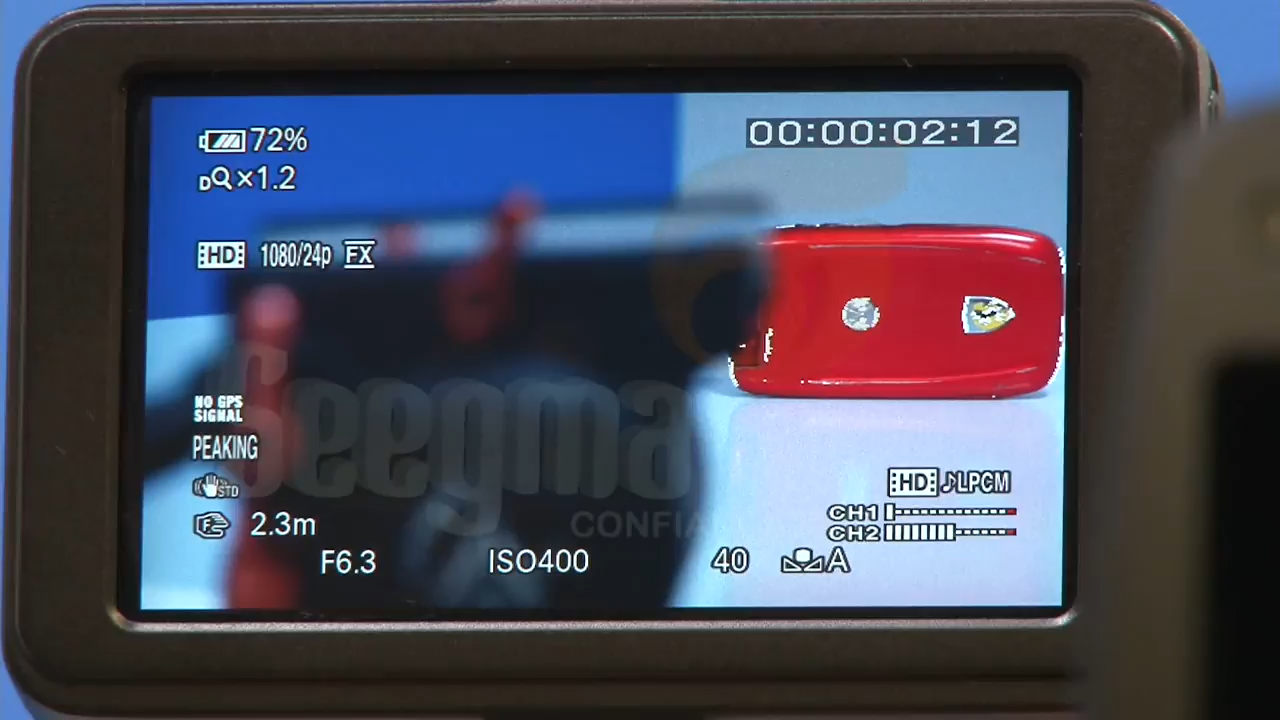 72%
00:00:02:12
D ×1.2
HD 1080/24p FX
NO GPS
SIGNAL
PEAKING
STD
HD LPCM
CH1
F 2.3m
CH2
F6.3 ISO400 40 A
Seegma
CONFIA